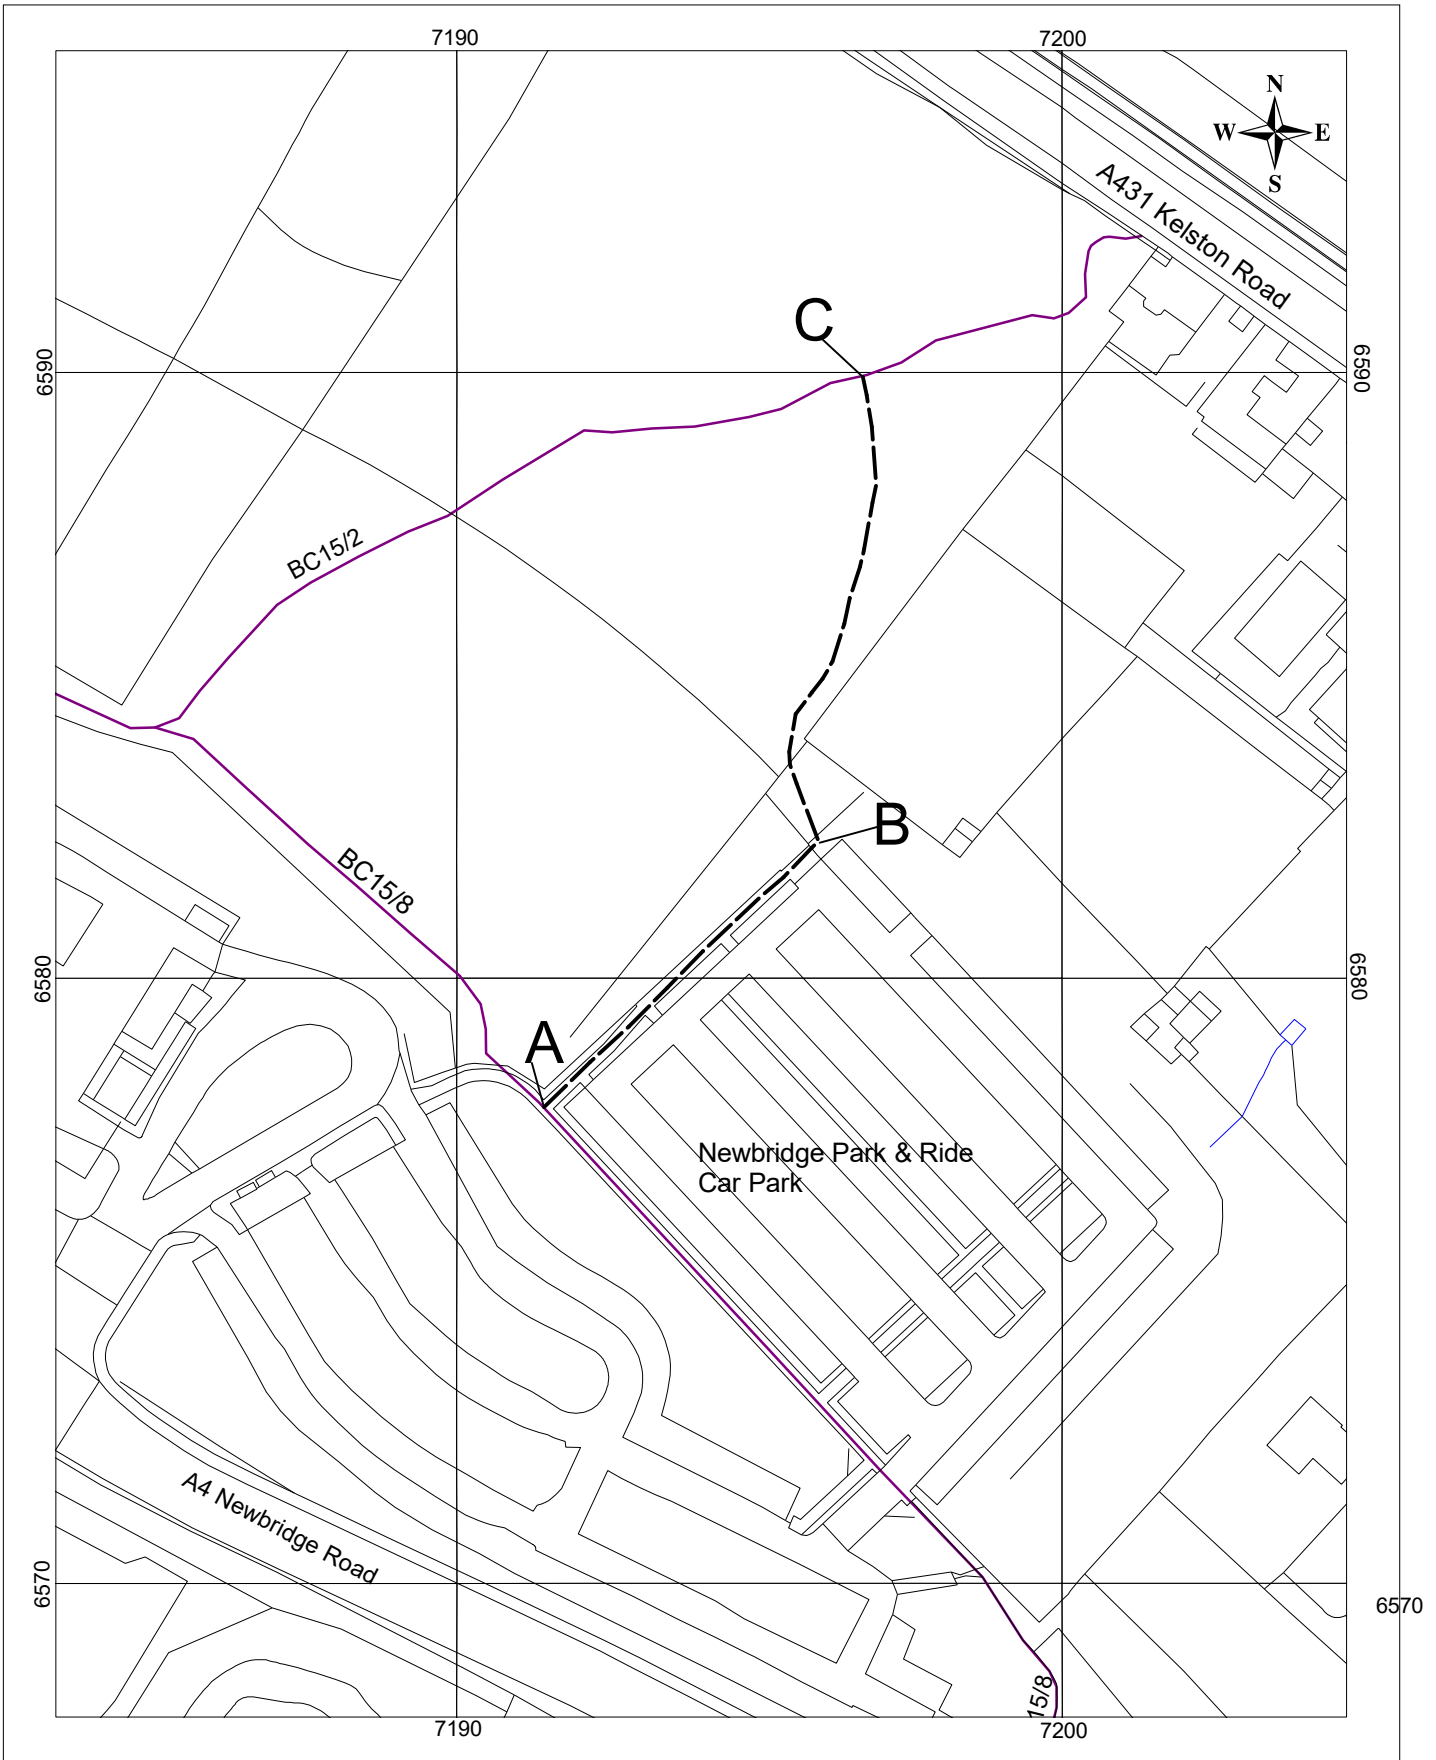 7190
7200
N
W E
S
A431 Kelston Road
C
6590
6590
BC15/2
B
BC15/8
6580
6580
A
Newbridge Park & Ride
Car Park
A4 Newbridge Road
6570
6570
15/8
7190
7200